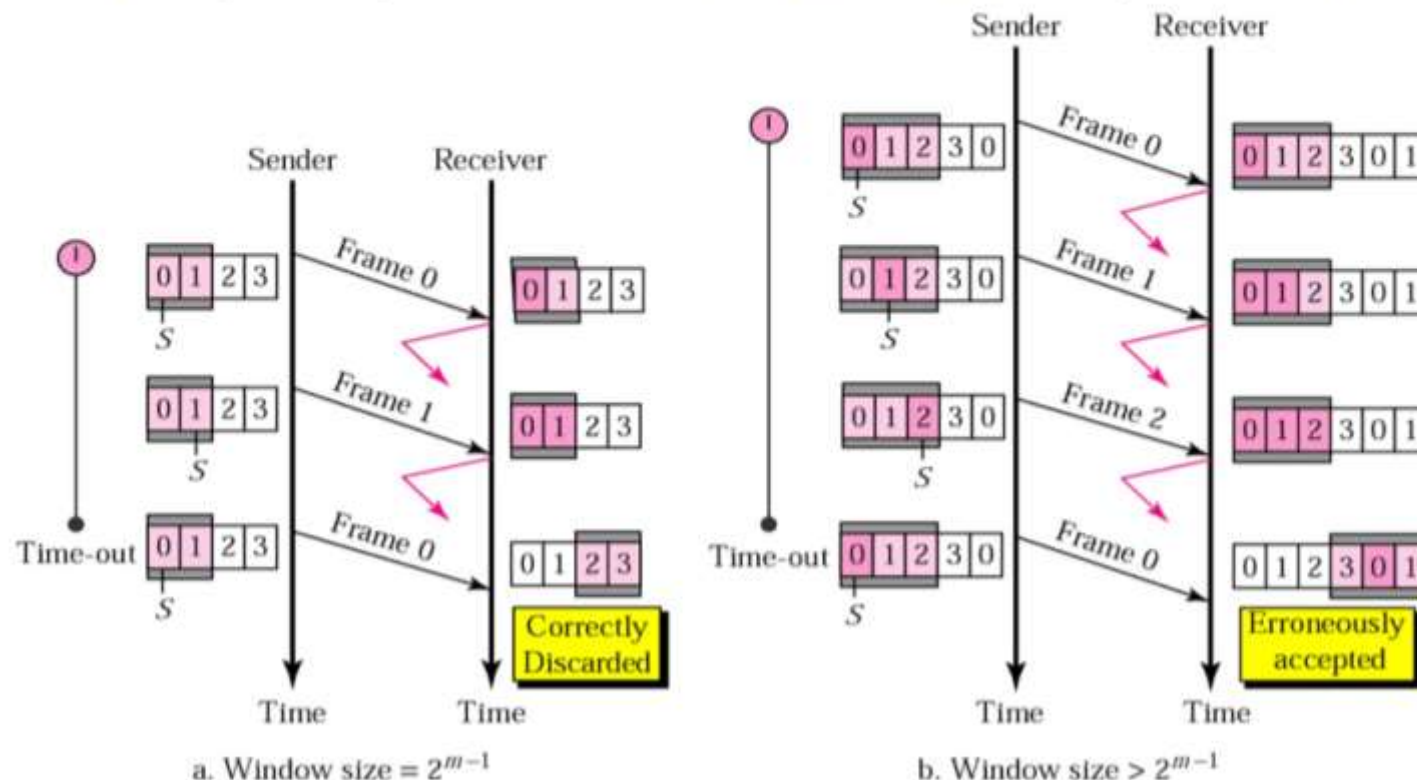 Sender Receiver
0 1 2 3
S
Frame 0
0 1 2 3
0 1 2 3
S
Frame 1
0 1 2 3
Time-out
0 1 2 3
S
Frame 0
0 1 2 3
Correctly
Discarded
Time Time
a. Window size = 2^{m−1}
Sender Receiver
0 1 2 3 0
S
Frame 0
0 1 2 3 0 1
0 1 2 3 0
S
Frame 1
0 1 2 3 0 1
0 1 2 3 0
S
Frame 2
0 1 2 3 0 1
Time-out
0 1 2 3 0
S
Frame 0
0 1 2 3 0 1
Erroneously
accepted
Time Time
b. Window size > 2^{m−1}